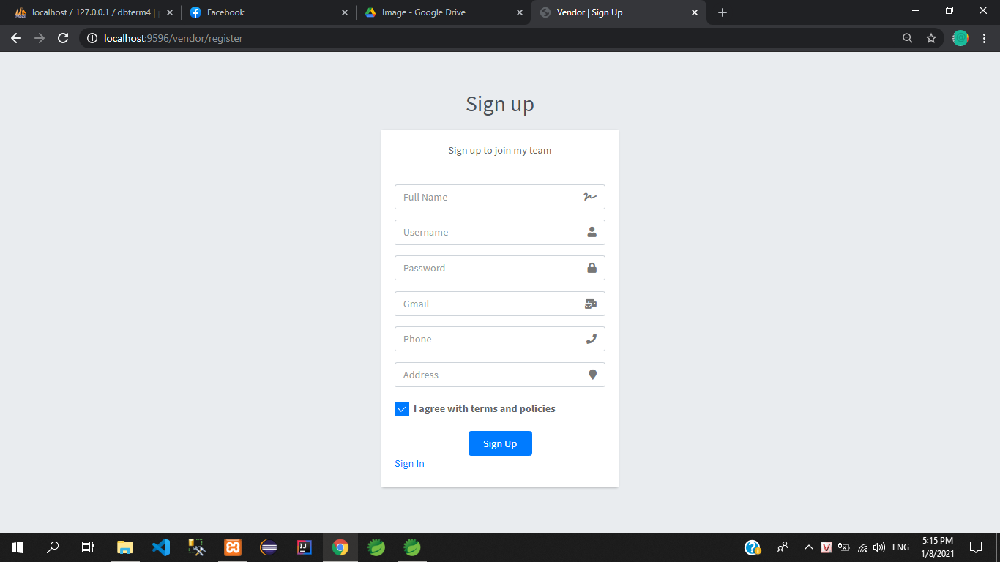 localhost / 127.0.0.1 / dbterm4 |
Facebook
Image - Google Drive
Vendor | Sign Up
localhost:9596/vendor/register
Sign up
Sign up to join my team
Full Name
Username
Password
Gmail
Phone
Address
I agree with terms and policies
Sign Up
Sign In
ENG
5:15 PM
1/8/2021